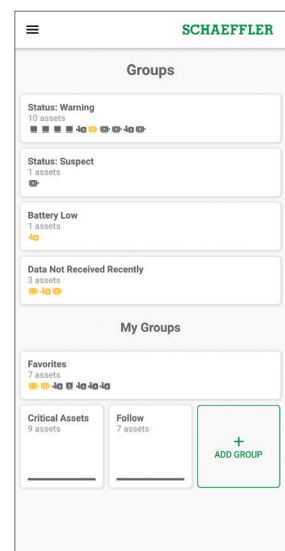 SCHAEFFLER
Groups
Status: Warning
10 assets
Status: Suspect
1 assets
Battery Low
1 assets
Data Not Received Recently
3 assets
My Groups
Favorites
7 assets
Critical Assets
9 assets
Follow
7 assets
+
ADD GROUP